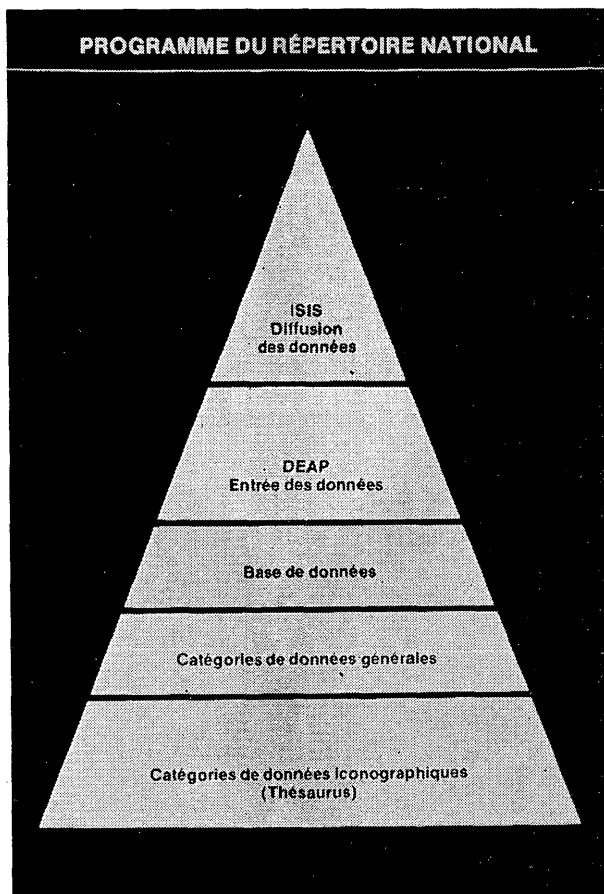 PROGRAMME DU RÉPERTOIRE NATIONAL
ISIS
Diffusion
des données
DEAP
Entrée des données
Base de données
Catégories de données générales
Catégories de données Iconographiques
(Thésaurus)